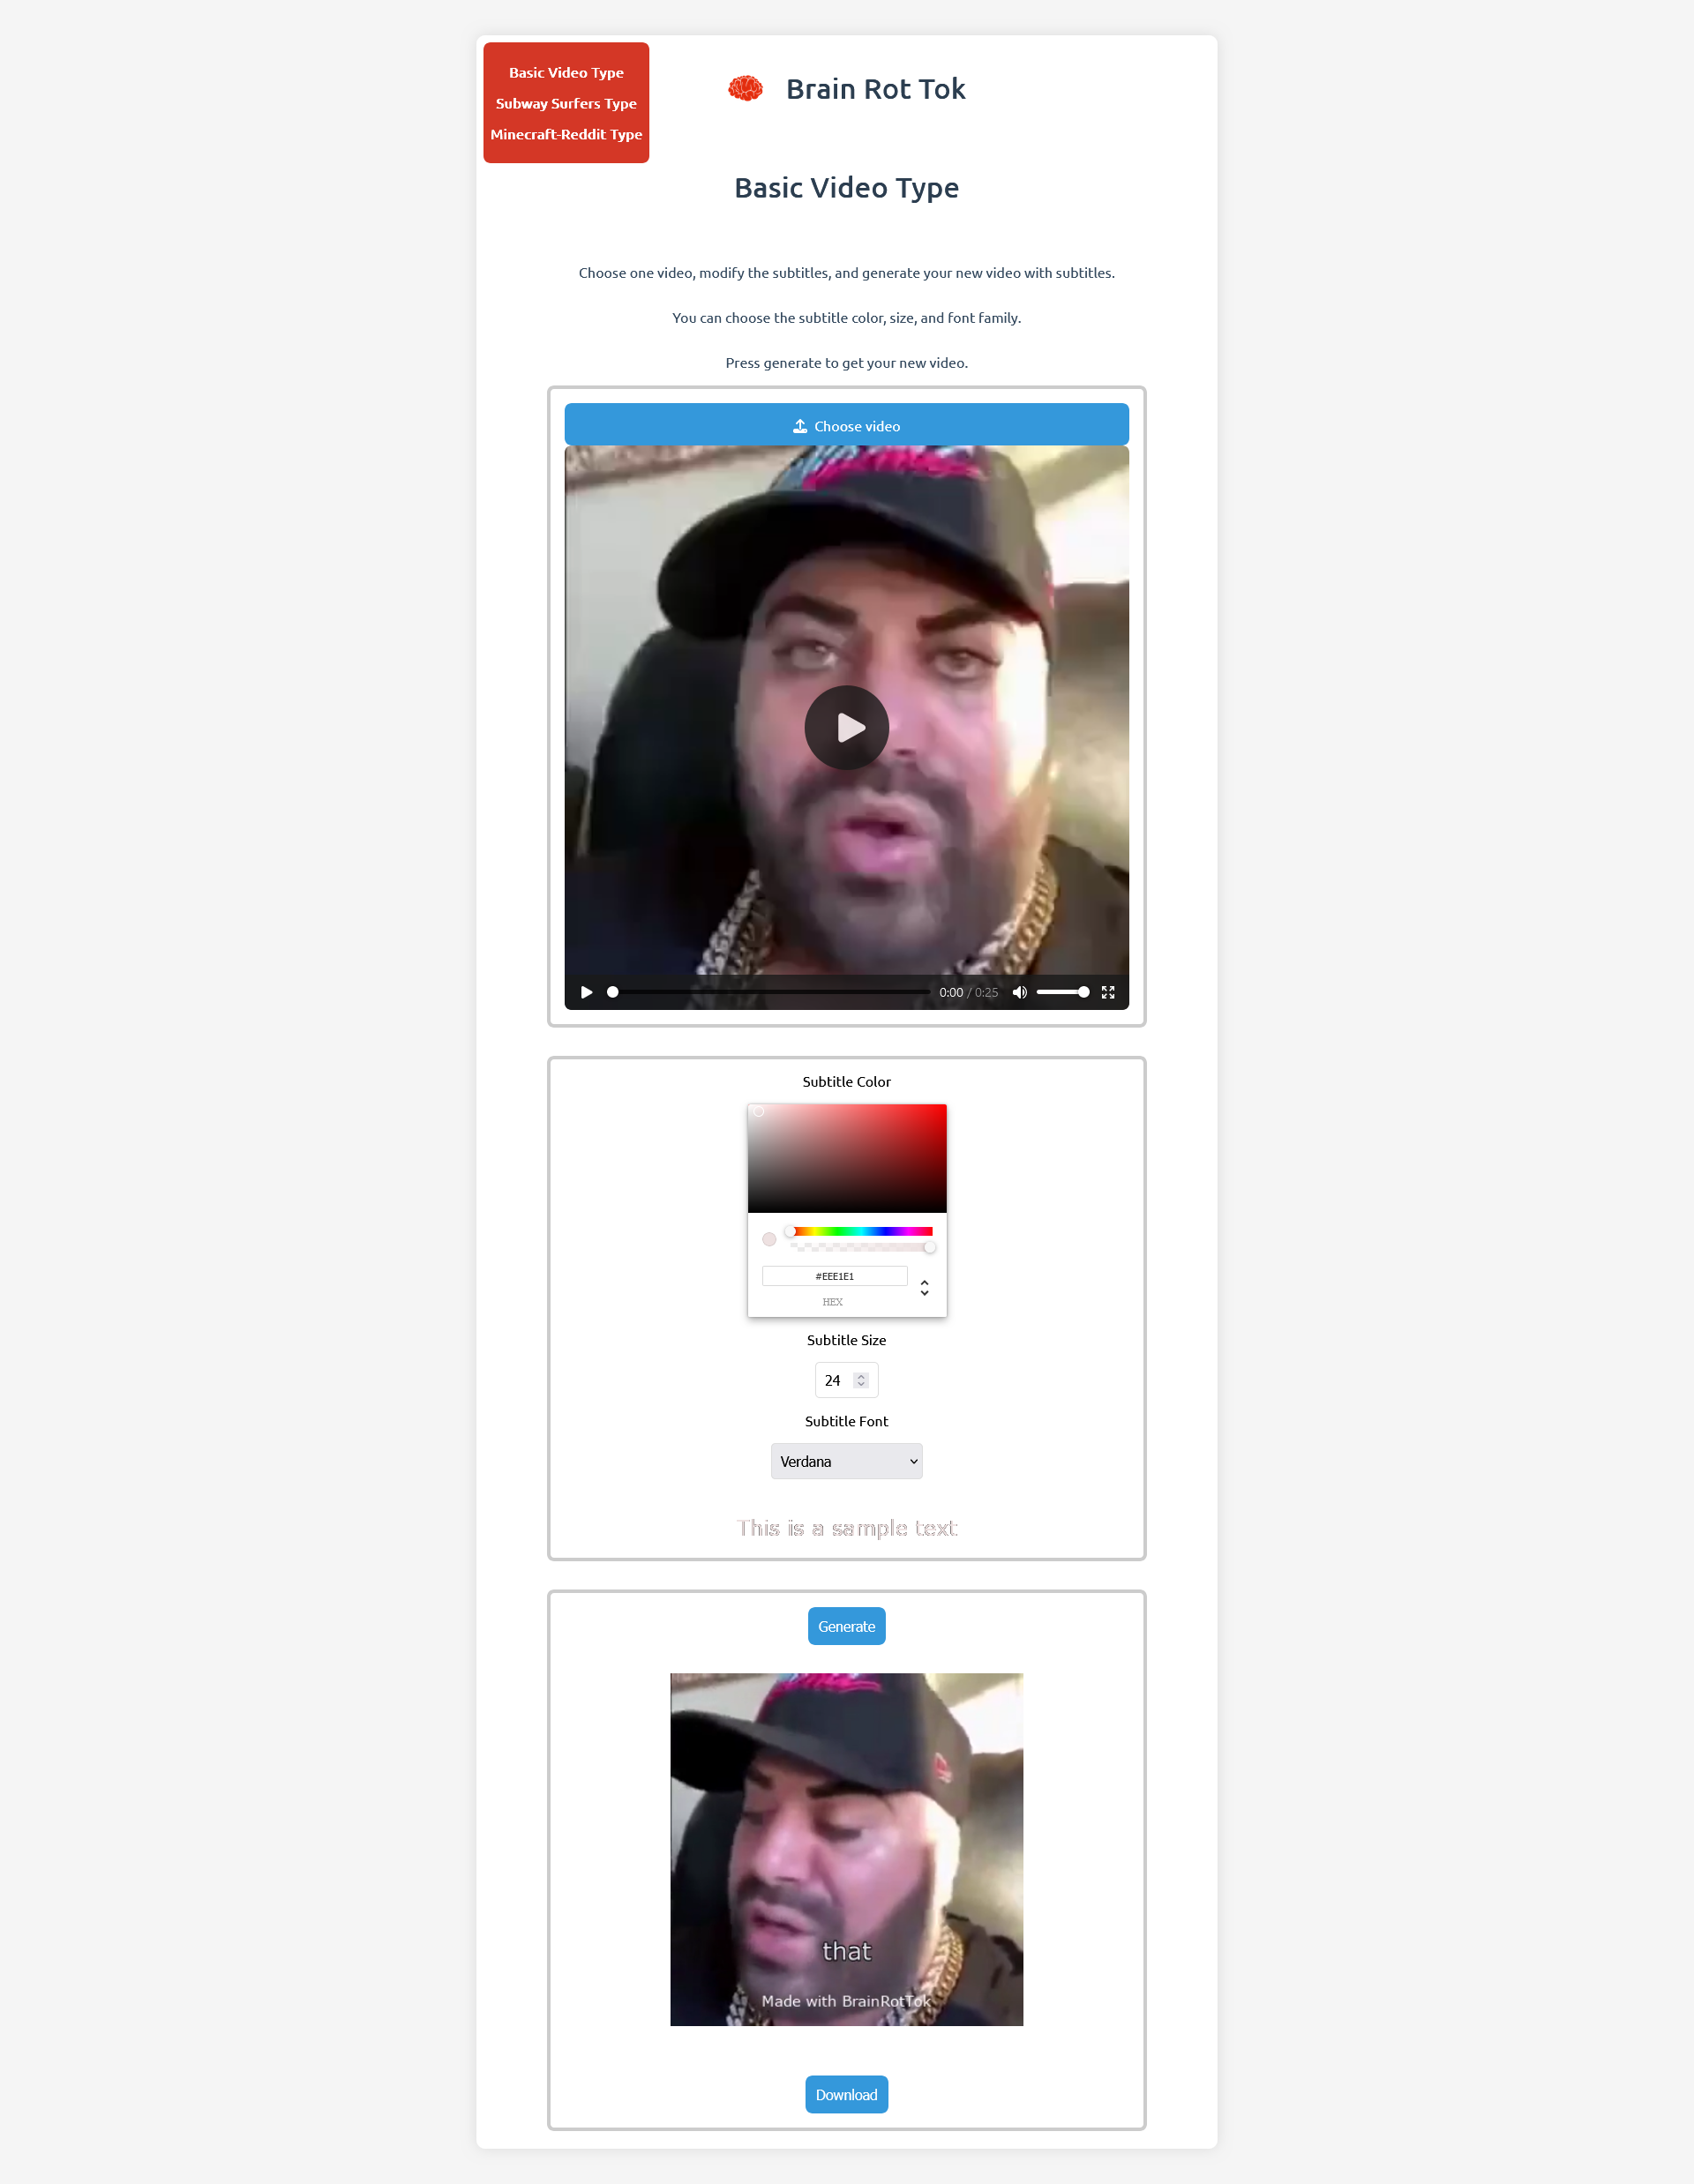 Basic Video Type
Subway Surfers Type
Minecraft-Reddit Type
Brain Rot Tok
Basic Video Type
Choose one video, modify the subtitles, and generate your new video with subtitles.
You can choose the subtitle color, size, and font family.
Press generate to get your new video.
Choose video
0:00 / 0:25
Subtitle Color
#EEE1E1
HEX
Subtitle Size
24
Subtitle Font
Verdana
This is a sample text
Generate
that
Made with BrainRotTok
Download